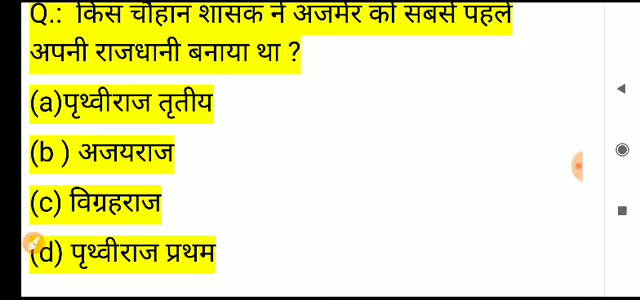 Q.: किस चौहान शासक ने अजमेर को सबसे पहले
अपनी राजधानी बनाया था ?
(a)पृथ्वीराज तृतीय
(b ) अजयराज
(c) विग्रहराज
(d) पृथ्वीराज प्रथम